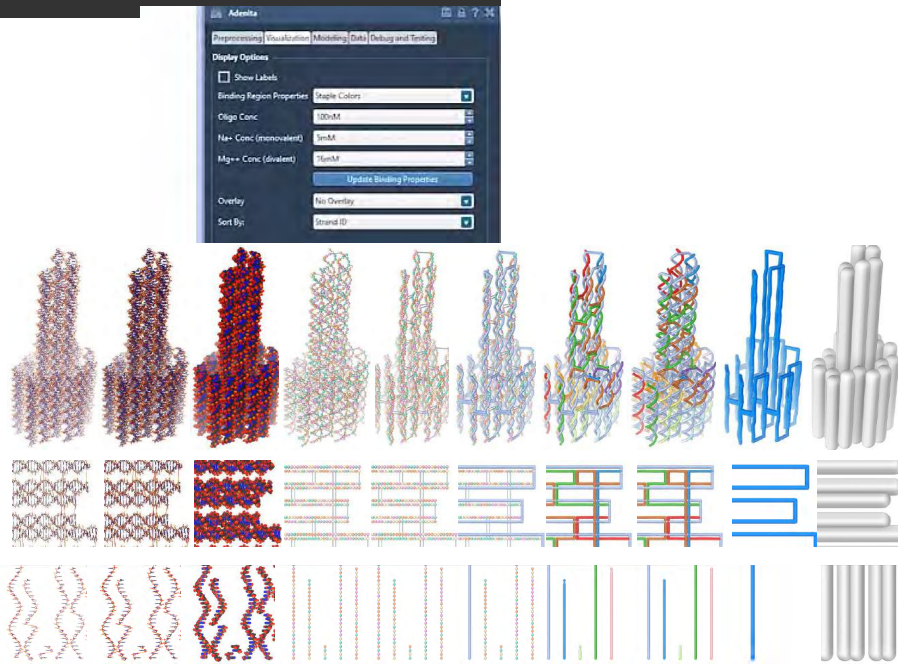 Adenita
Preprocessing Visualization Modeling Data Debug and Testing
Display Options
Show Labels
Binding Region Properties Staple Colors
Oligo Conc 100nM
Na+ Conc (monovalent) 5mM
Mg++ Conc (divalent) 16mM
Update Binding Properties
Overlay No Overlay
Sort By: Strand ID